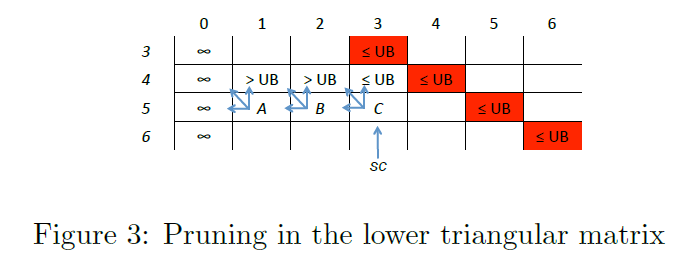 0 1 2 3 4 5 6
3 ∞ ≤ UB
4 ∞ > UB > UB ≤ UB ≤ UB
5 ∞ A B C ≤ UB
6 ∞ ≤ UB
SC
Figure 3: Pruning in the lower triangular matrix